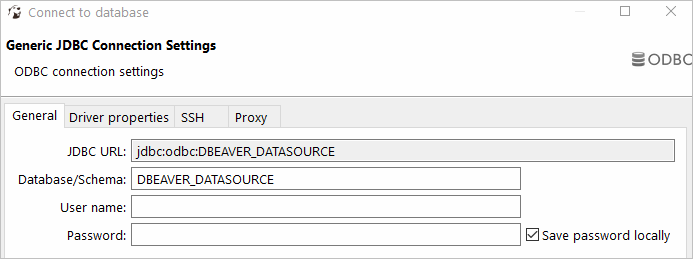 Connect to database
Generic JDBC Connection Settings
ODBC connection settings
ODBC
General Driver properties SSH Proxy
JDBC URL: jdbc:odbc:DBEAVER_DATASOURCE
Database/Schema: DBEAVER_DATASOURCE
User name:
Password: Save password locally